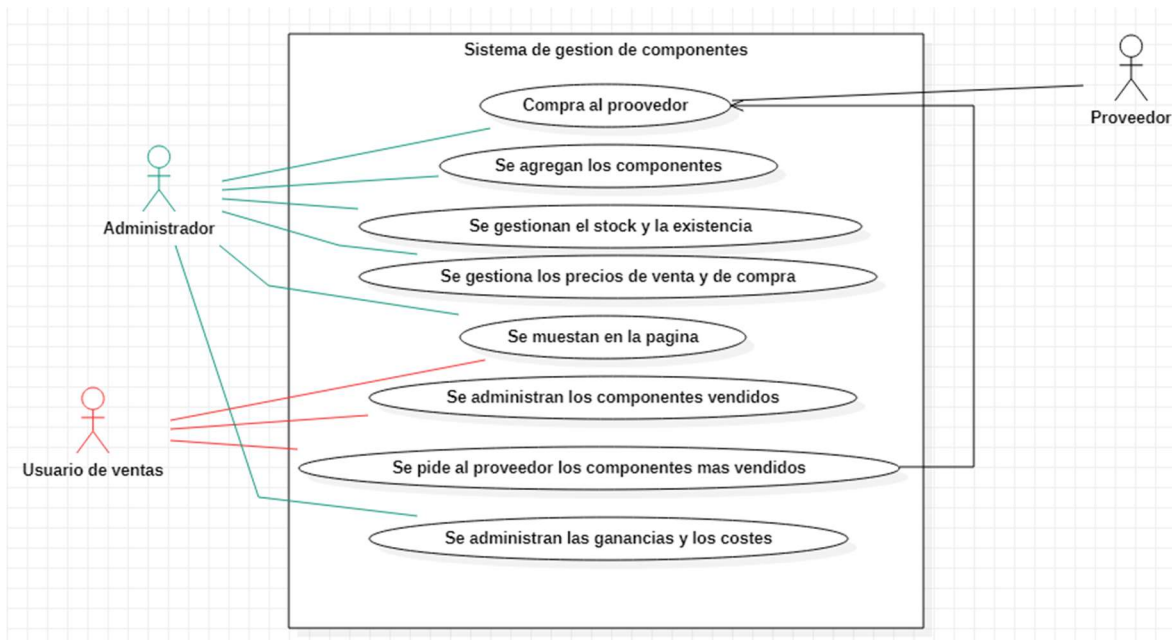 Sistema de gestion de componentes
Compra al proovedor
Proveedor
Se agregan los componentes
Administrador
Se gestionan el stock y la existencia
Se gestiona los precios de venta y de compra
Se muestan en la pagina
Se administran los componentes vendidos
Usuario de ventas
Se pide al proveedor los componentes mas vendidos
Se administran las ganancias y los costes